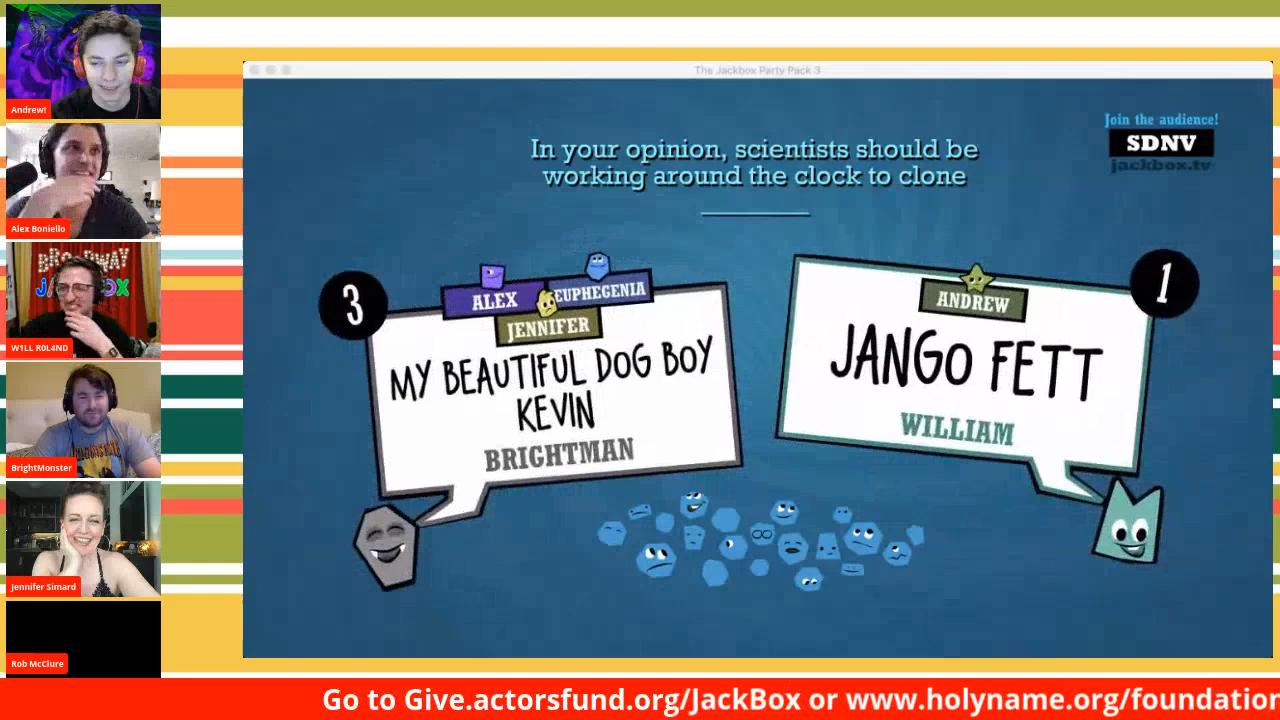 Andrew!
Alex Boniello
BROADWAY
W1LL R0L4ND
BrightMonster
Jennifer Simard
Rob McClure
The Jackbox Party Pack 3
Join the audience!
SDNV
jackbox.tv
In your opinion, scientists should be
working around the clock to clone
3
ALEX
EUPHEGENIA
JENNIFER
MY BEAUTIFUL DOG BOY
KEVIN
BRIGHTMAN
1
ANDREW
JANGO FETT
WILLIAM
Go to Give.actorsfund.org/JackBox or www.holyname.org/foundation